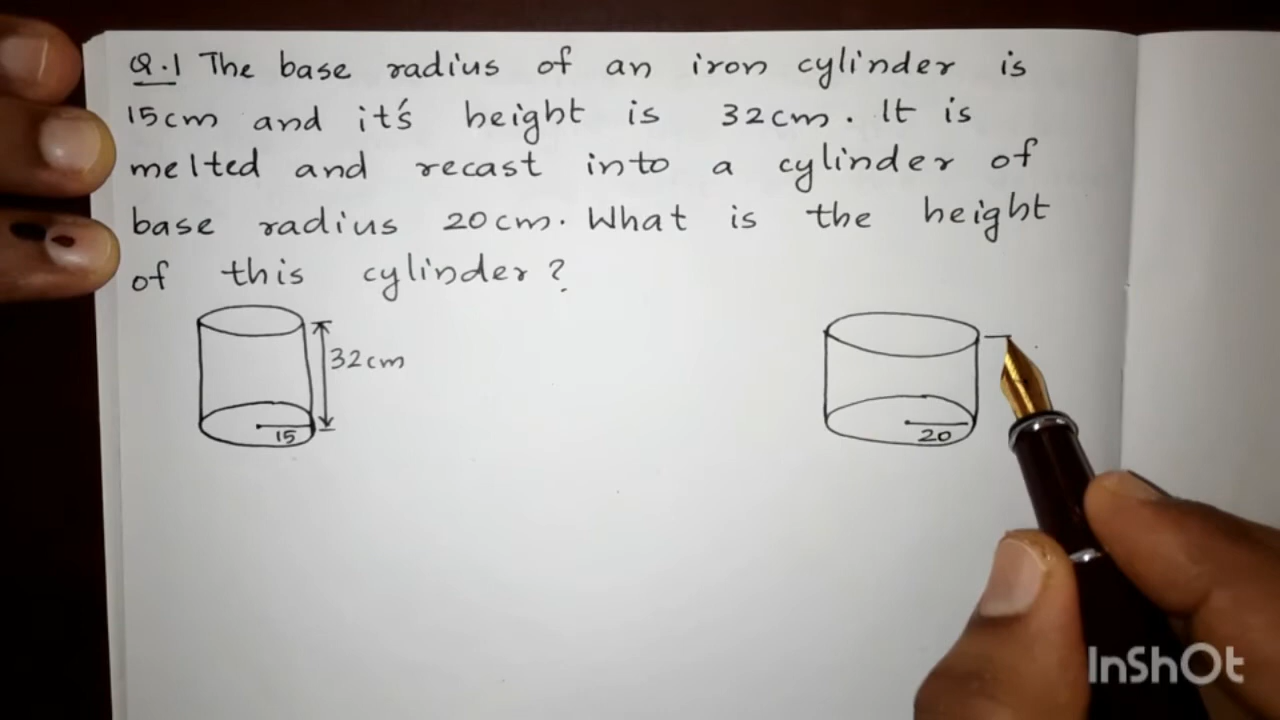 Q.1 The base radius of an iron cylinder is
15cm and it's height is 32cm. It is
melted and recast into a cylinder of
base radius 20cm. What is the height
of this cylinder?
32cm
15
20
InShOt